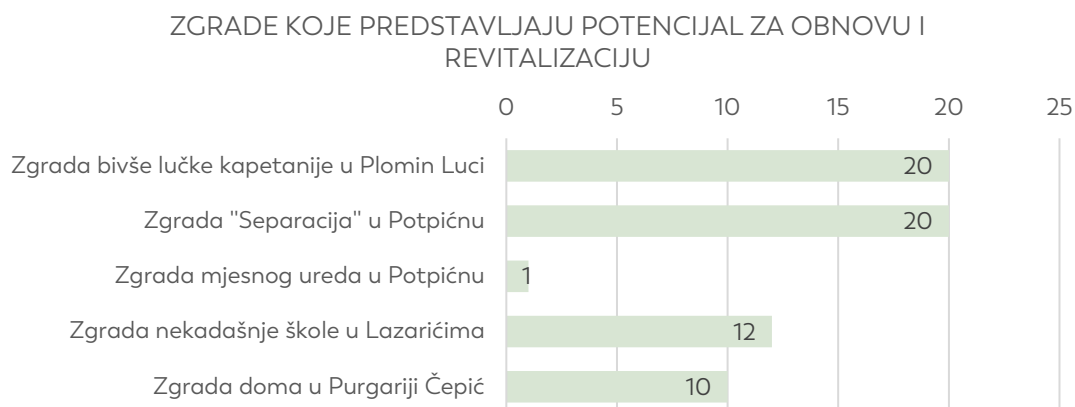 ZGRADE KOJE PREDSTAVLJAJU POTENCIJAL ZA OBNOVU I
REVITALIZACIJU
0 5 10 15 20 25
Zgrada bivše lučke kapetanije u Plomin Luci 20
Zgrada "Separacija" u Potpićnu 20
Zgrada mjesnog ureda u Potpićnu 1
Zgrada nekadašnje škole u Lazarićima 12
Zgrada doma u Purgariji Čepić 10